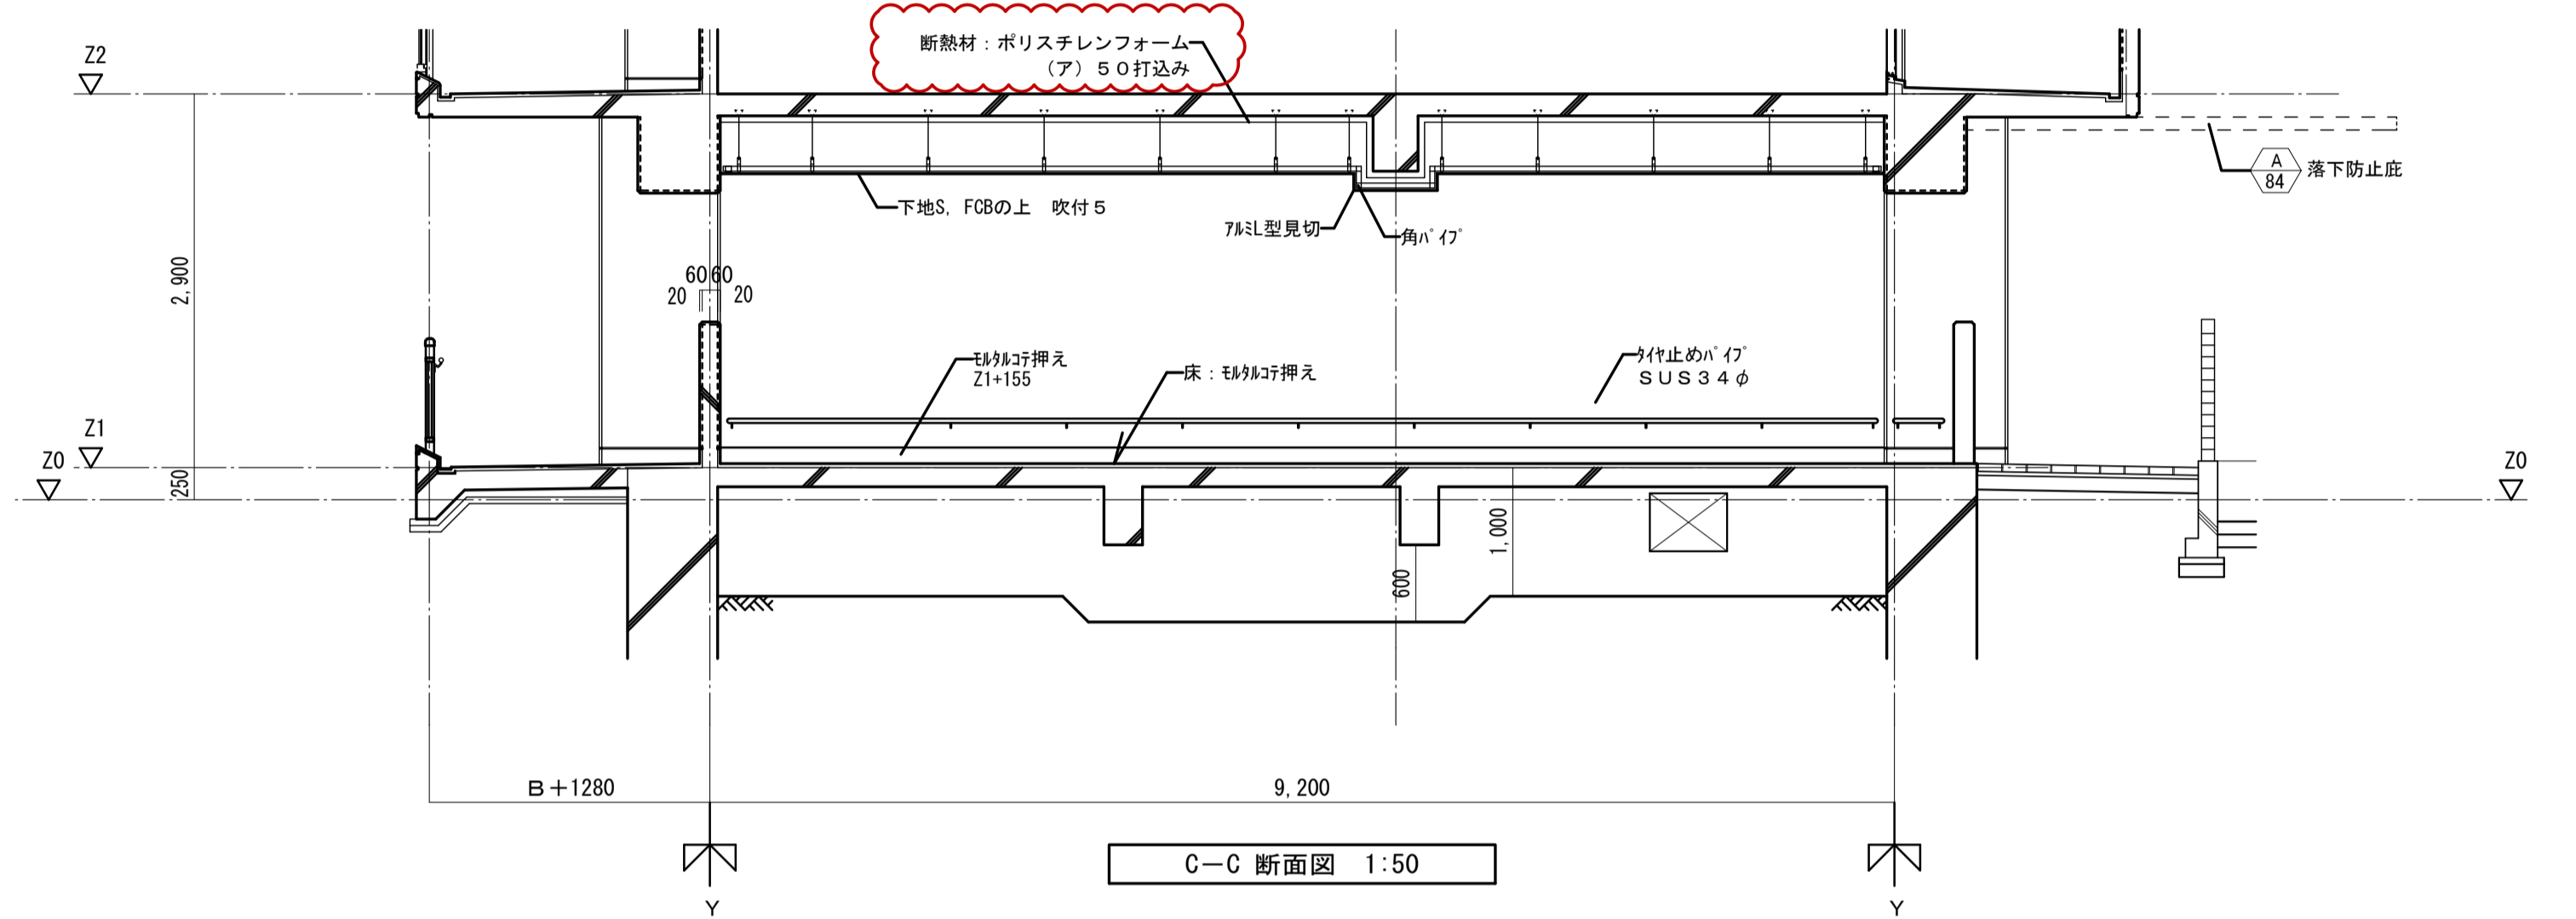 断熱材：ポリスチレンフォーム
（ア）５０打込み
Z2
A
84
落下防止庇
下地S, FCBの上　吹付５
ｱﾙﾐL型見切
角ﾊﾟｲﾌﾟ
2,900
60 60
20
20
ﾓﾙﾀﾙｺﾃ押え
Z1+155
床：ﾓﾙﾀﾙｺﾃ押え
ﾀｲﾔ止めﾊﾟｲﾌﾟ
ＳＵＳ３４φ
Z1
Z0
250
Z0
1,000
600
Ｂ＋1280
9,200
C－C 断面図　1:50
Y
Y